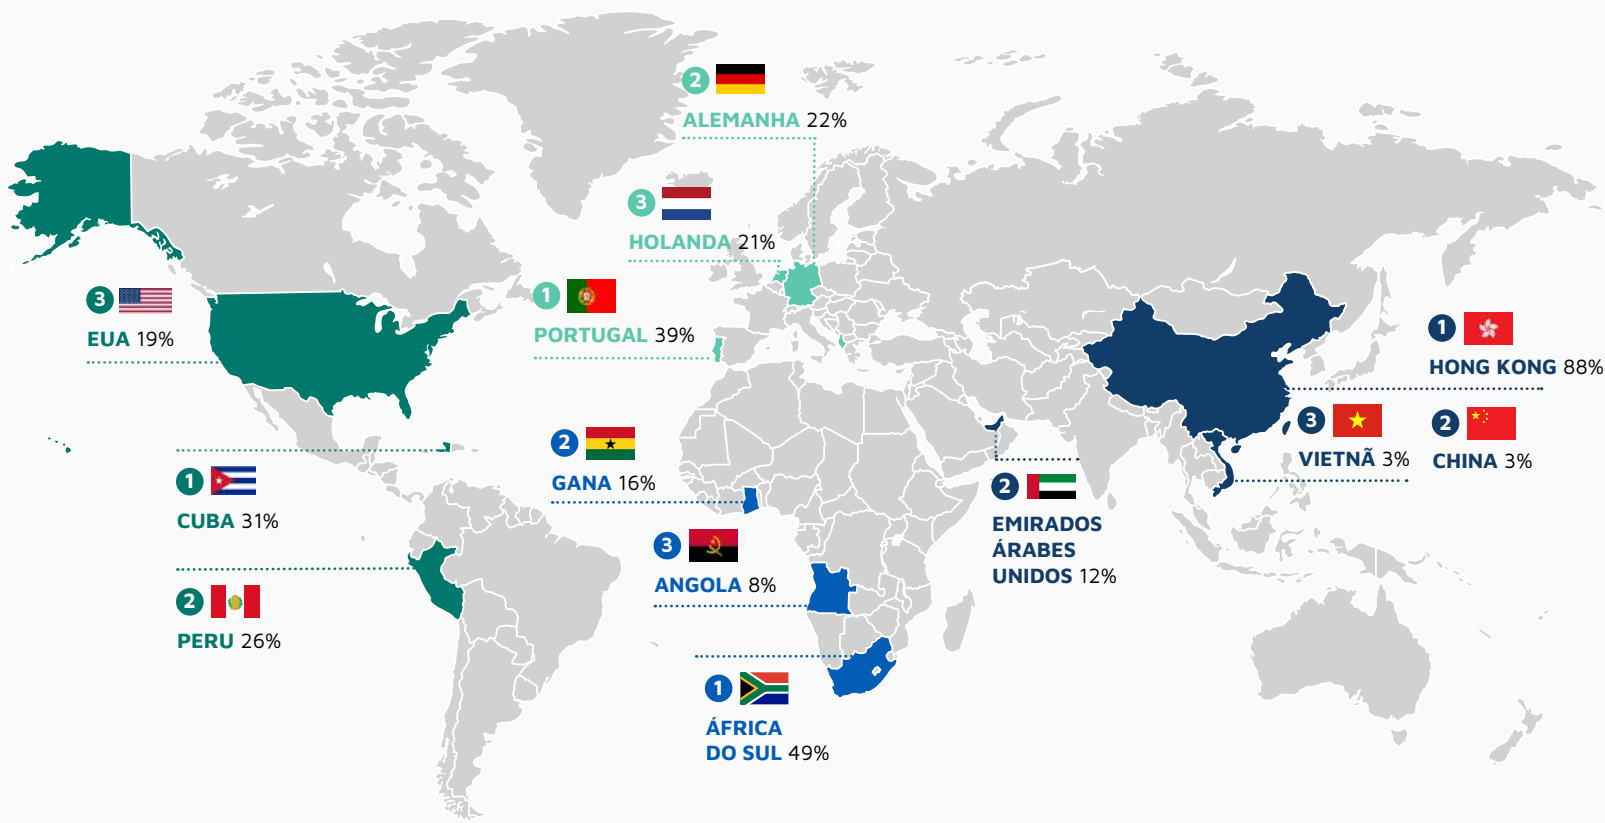 2
ALEMANHA 22%
3
HOLANDA 21%
1
PORTUGAL 39%
3
EUA 19%
1
CUBA 31%
2
PERU 26%
2
GANA 16%
3
ANGOLA 8%
1
ÁFRICA
DO SUL 49%
2
EMIRADOS
ÁRABES
UNIDOS 12%
1
HONG KONG 88%
3
VIETNÃ 3%
2
CHINA 3%